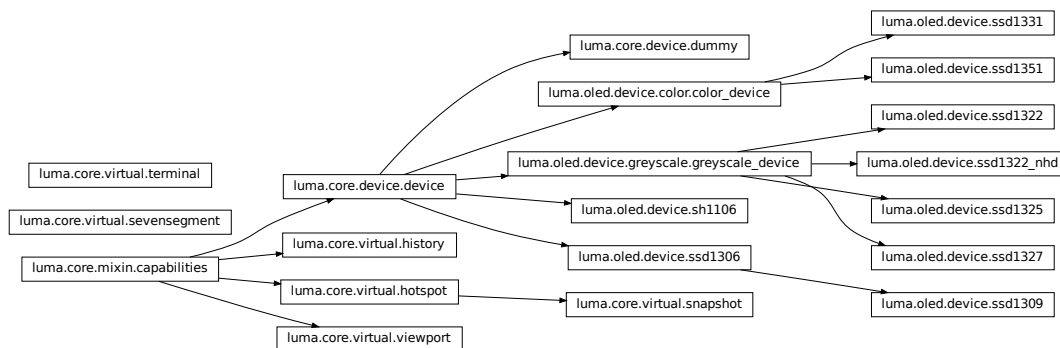 luma.core.virtual.terminal
luma.core.virtual.sevensegment
luma.core.mixin.capabilities
luma.core.device.device
luma.core.virtual.history
luma.core.virtual.hotspot
luma.core.virtual.viewport
luma.core.device.dummy
luma.oled.device.color.color_device
luma.oled.device.greyscale.greyscale_device
luma.oled.device.sh1106
luma.oled.device.ssd1306
luma.core.virtual.snapshot
luma.oled.device.ssd1331
luma.oled.device.ssd1351
luma.oled.device.ssd1322
luma.oled.device.ssd1322_nhd
luma.oled.device.ssd1325
luma.oled.device.ssd1327
luma.oled.device.ssd1309